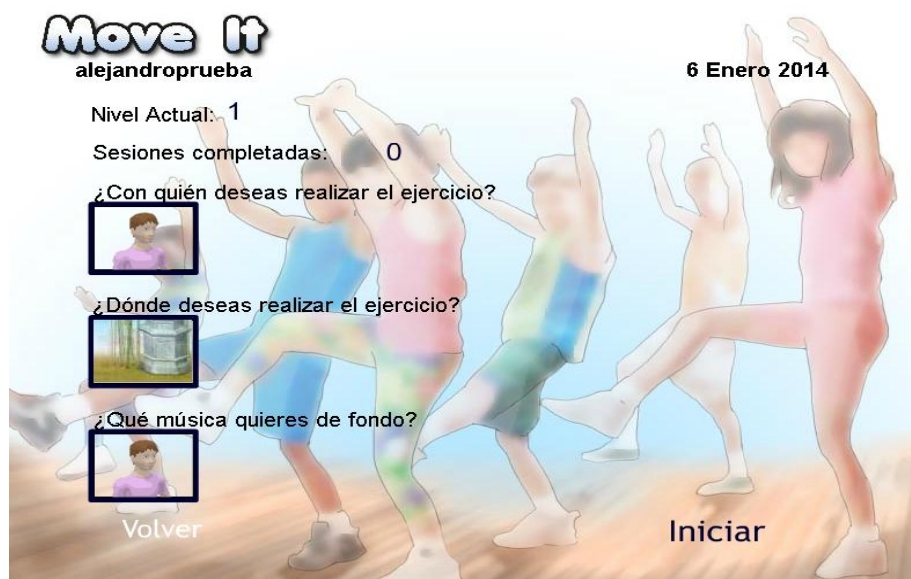 Move It
alejandroprueba
6 Enero 2014
Nivel Actual: 1
Sesiones completadas: 0
¿Con quién deseas realizar el ejercicio?
¿Dónde deseas realizar el ejercicio?
¿Qué música quieres de fondo?
Volver
Iniciar